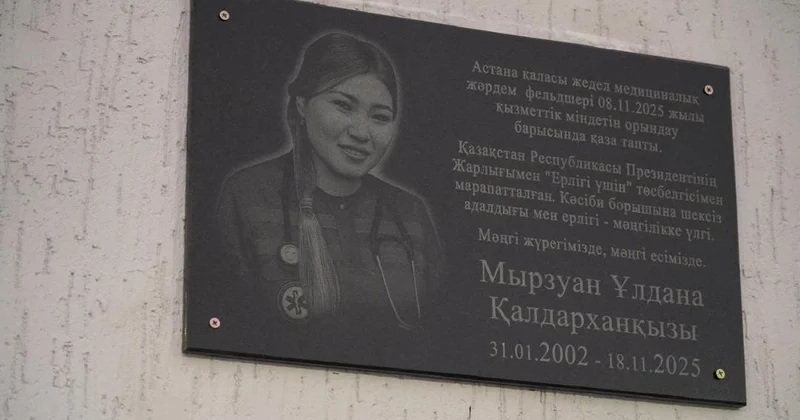 Астана қаласы жедел медициналық
жәрдем фельдшері 08.11.2025 жылы
қызметтік міндетін орындау
барысында қаза тапты.
Қазақстан Республикасы Президентінің
Жарлығымен "Ерлігі үшін" төсбелгісімен
марапатталған. Кәсіби борышына шексіз
адалдығы мен ерлігі - мәңгілікке үлгі.
Мәңгі жүрегімізде, мәңгі есімізде.
Мырзуан Ұлдана
Қалдарханқызы
31.01.2002 - 18.11.2025